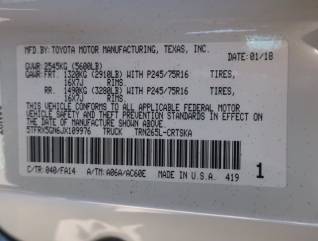 MFD. BY: TOYOTA MOTOR MANUFACTURING, TEXAS, INC.
GVWR 2545KG (5600LB) DATE: 01/18
GAWR: FRT. 1320KG (2910LB) WITH P245/75R16 TIRES,
16X7J RIMS
RR. 1490KG (3280LB) WITH P245/75R16 TIRES,
16X7J RIMS
THIS VEHICLE CONFORMS TO ALL APPLICABLE FEDERAL MOTOR
VEHICLE SAFETY AND THEFT PREVENTION STANDARDS IN EFFECT ON
THE DATE OF MANUFACTURE SHOWN ABOVE.
5TFRX5GN6JX109976 TRUCK TRN265L-CRTSKA
C/TR: 040/FA14 A/TM: A06A/AC60E MADE IN U.S.A. 419 1